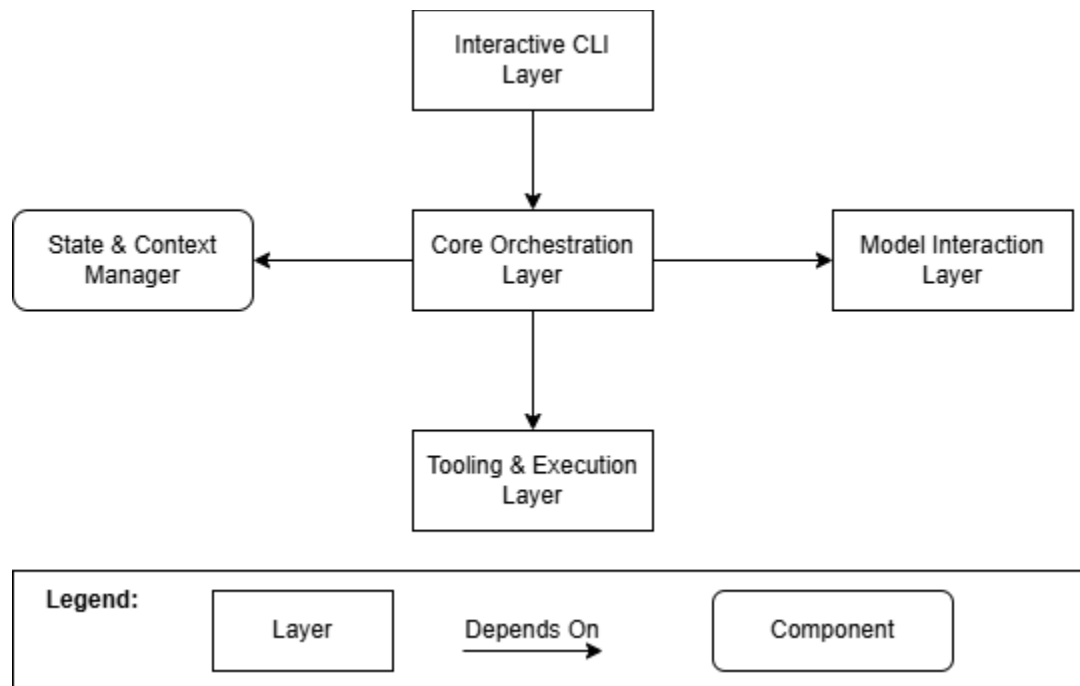 Interactive CLI
Layer
State & Context
Manager
Core Orchestration
Layer
Model Interaction
Layer
Tooling & Execution
Layer
Legend:
Layer
Depends On
Component